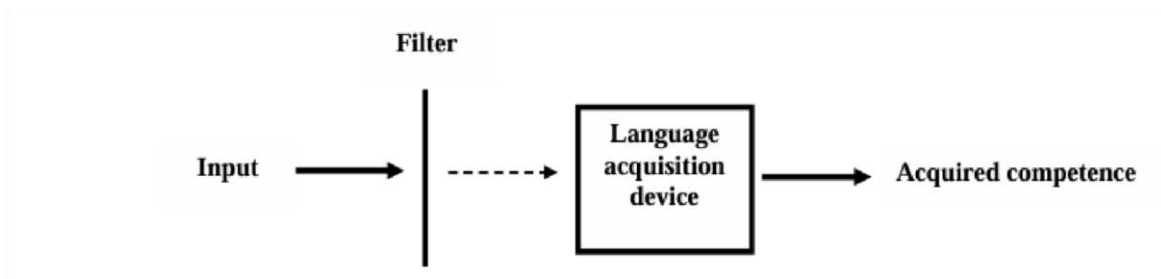 Filter
Input
Language
acquisition
device
Acquired competence